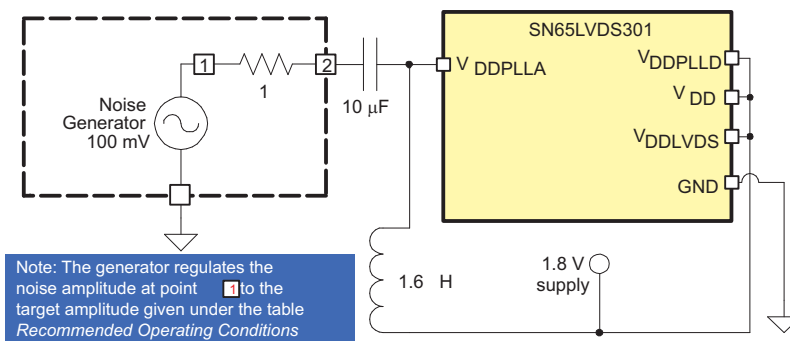 SN65LVDS301
1
2
V DDPLLA
V DDPLLD
V DD
V DDLVDS
GND
1
10 µF
Noise
Generator
100 mV
1.6 H
1.8 V
supply
Note: The generator regulates the
noise amplitude at point 1 to the
target amplitude given under the table
Recommended Operating Conditions